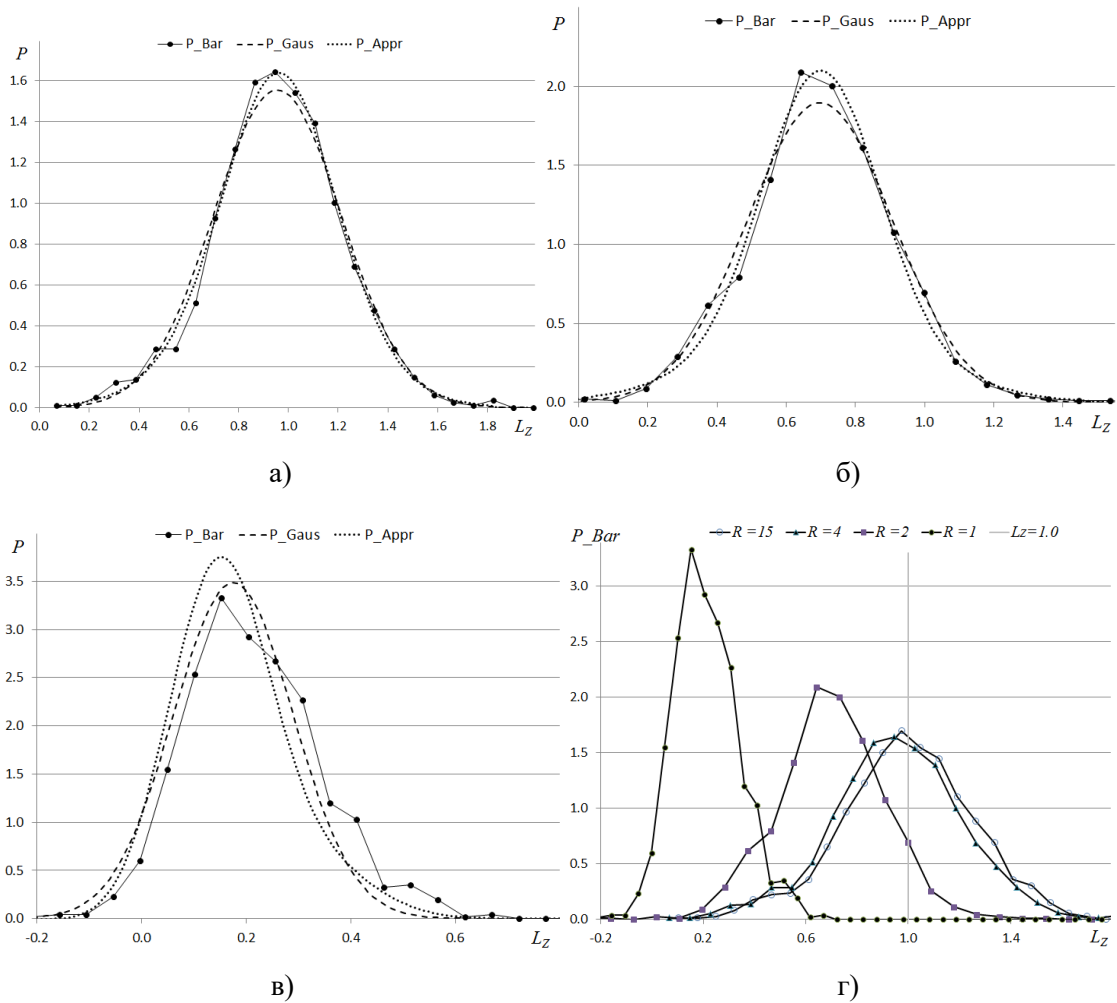 P P_Bar P_Gaus P_Appr
1.6
1.4
1.2
1.0
0.8
0.6
0.4
0.2
0.0
0.0 0.2 0.4 0.6 0.8 1.0 1.2 1.4 1.6 1.8 L_Z
а)
P P_Bar P_Gaus P_Appr
2.0
1.5
1.0
0.5
0.0
0.0 0.2 0.4 0.6 0.8 1.0 1.2 1.4 L_Z
б)
P P_Bar P_Gaus P_Appr
3.5
3.0
2.5
2.0
1.5
1.0
0.5
0.0
-0.2 0.0 0.2 0.4 0.6 L_Z
в)
P_Bar R=15 R=4 R=2 R=1 Lz=1.0
3.0
2.5
2.0
1.5
1.0
0.5
0.0
-0.2 0.2 0.6 1.0 1.4 L_Z
г)